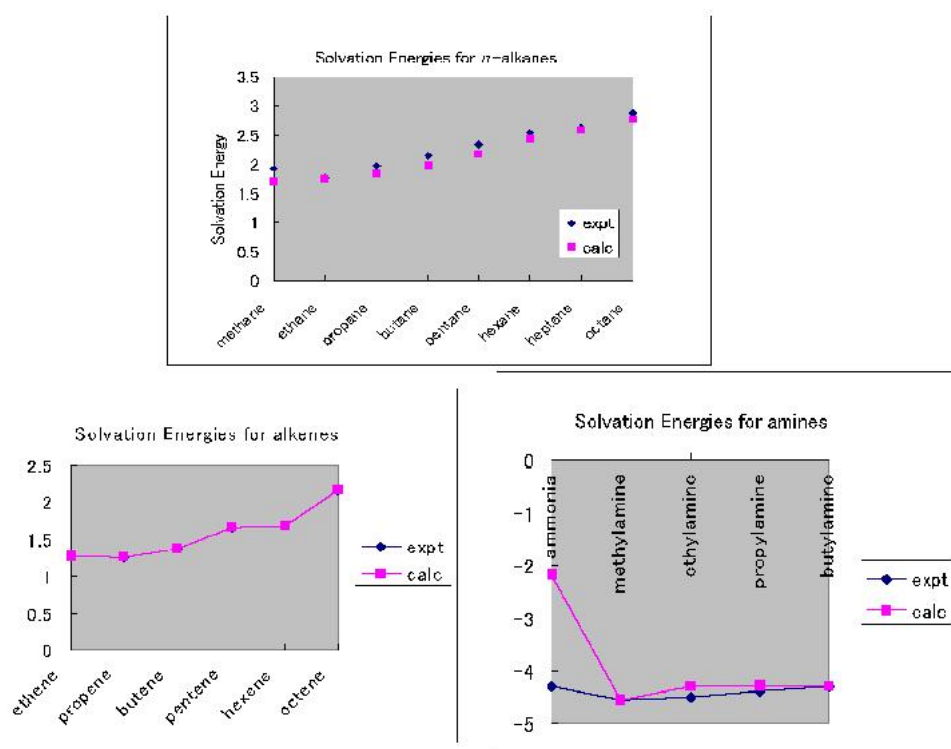 Solvation Energies for n-alkanes
3.5
3
2.5
2
1.5
1
0.5
0
Solvation Energy
expt
calc
methane
ethane
propane
butane
pentane
hexane
heptane
octane
Solvation Energies for alkenes
2.5
2
1.5
1
0.5
0
expt
calc
ethene
propene
butene
pentene
hexene
octene
Solvation Energies for amines
0
-1
-2
-3
-4
-5
ammonia
methylamine
ethylamine
propylamine
butylamine
expt
calc